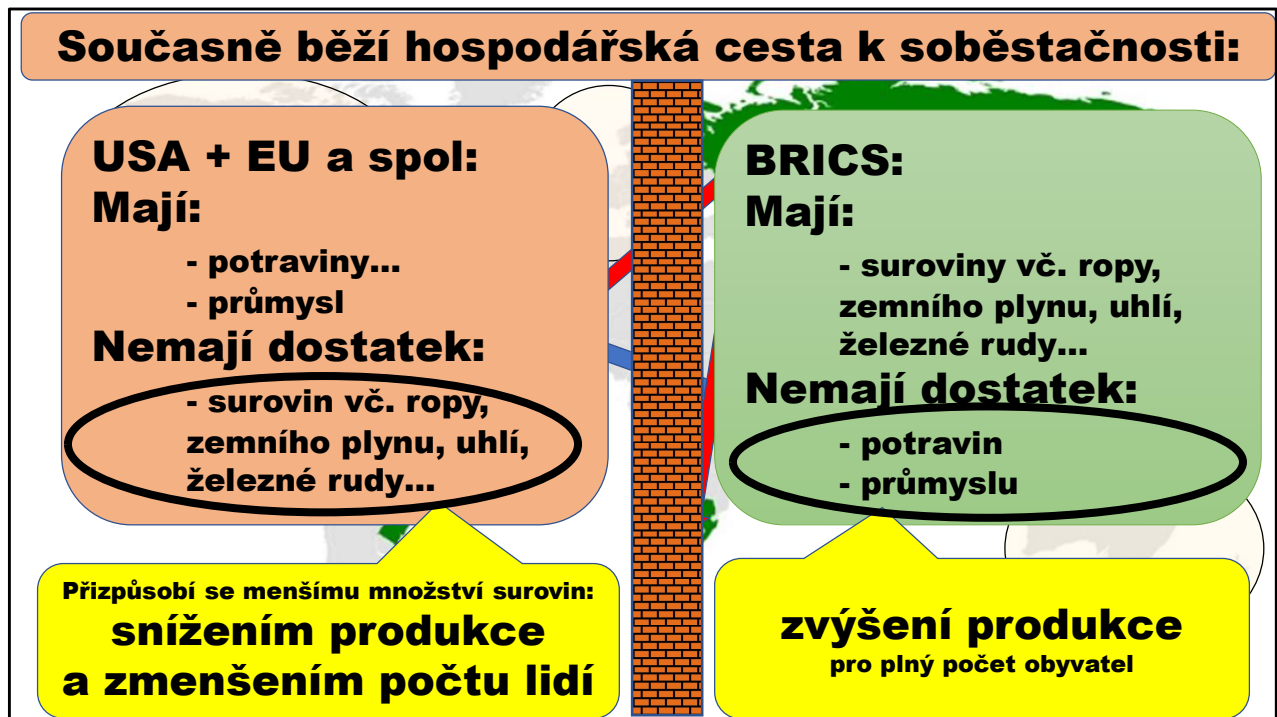 Současně běží hospodářská cesta k soběstačnosti:
USA + EU a spol:
Mají:
- potraviny...
- průmysl
Nemají dostatek:
- surovin vč. ropy,
zemního plynu, uhlí,
železné rudy...
Přizpůsobí se menšímu množství surovin:
snížením produkce
a zmenšením počtu lidí
BRICS:
Mají:
- suroviny vč. ropy,
zemního plynu, uhlí,
železné rudy...
Nemají dostatek:
- potravin
- průmyslu
zvýšení produkce
pro plný počet obyvatel